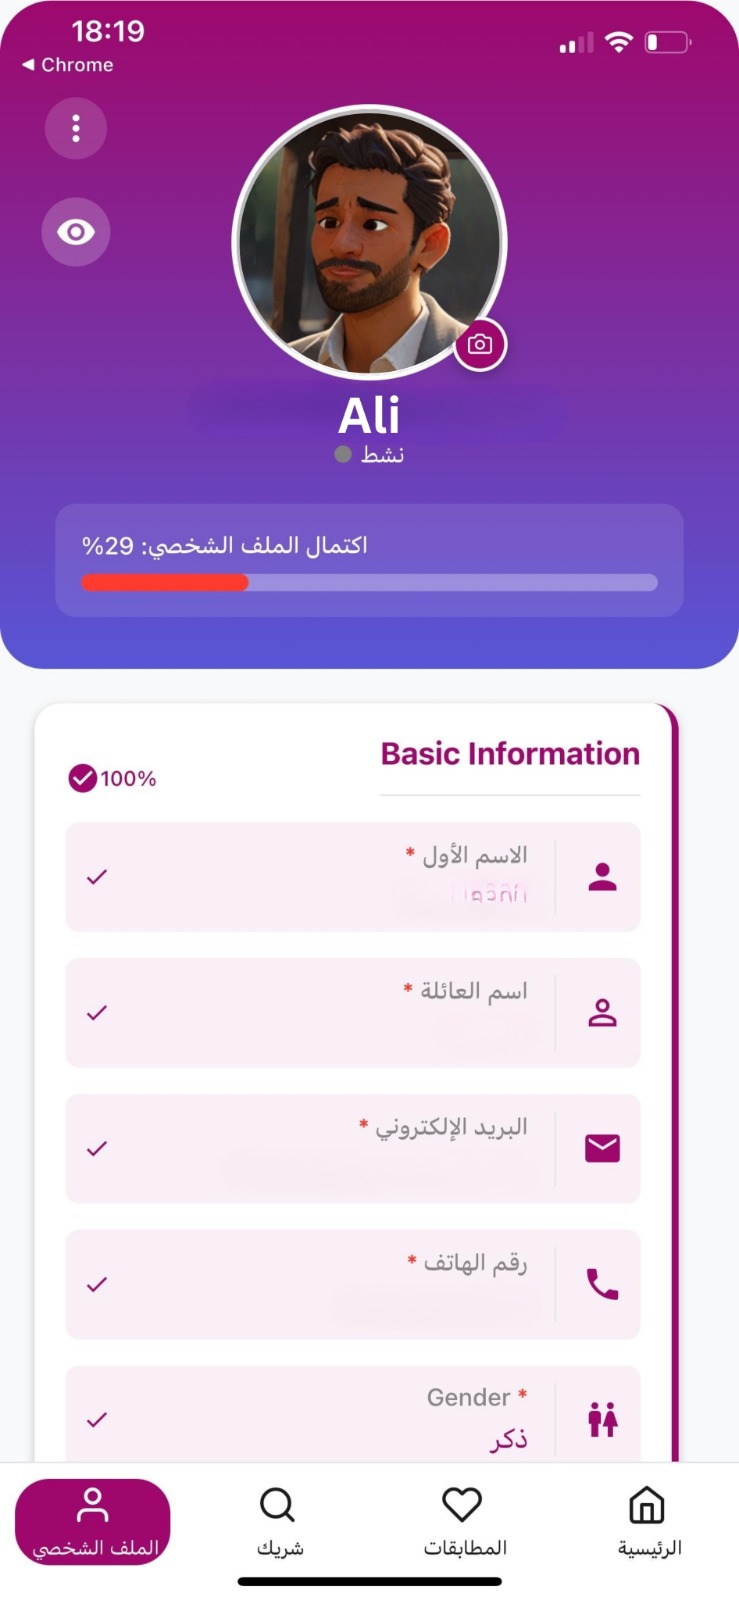 18:19
◀ Chrome
Ali
نشط
اكتمال الملف الشخصي: 29%
Basic Information
100%
الاسم الأول *
اسم العائلة *
البريد الإلكتروني *
رقم الهاتف *
Gender *
ذكر
الرئيسية
المطابقات
شريك
الملف الشخصي